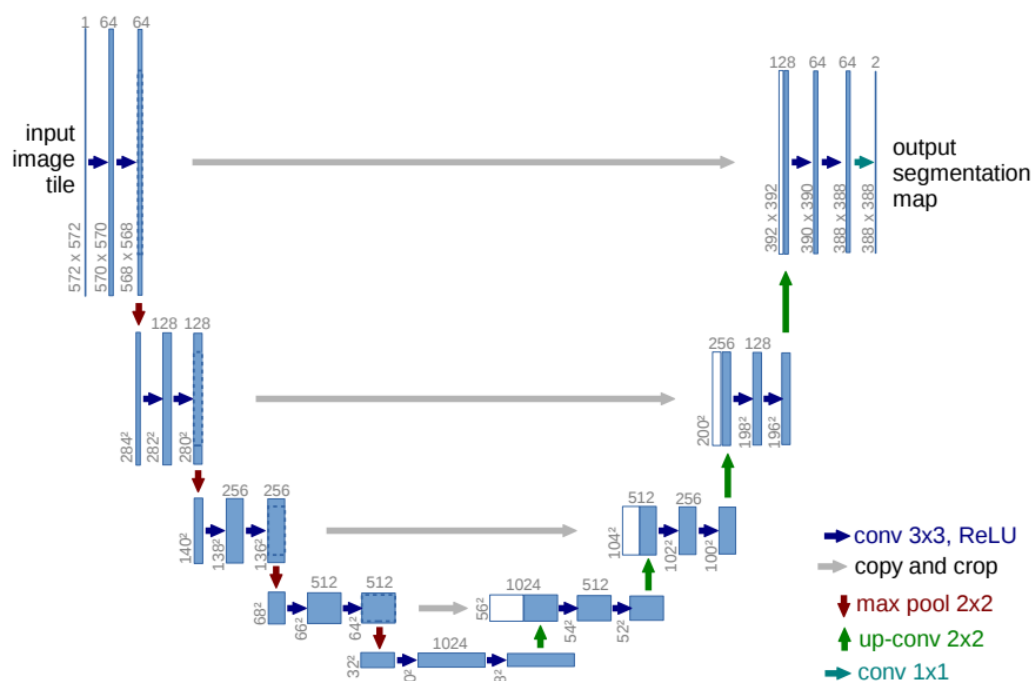 1 64 64
128 64 64 2
input
image
tile
output
segmentation
map
572 x 572
570 x 570
568 x 568
392 x 392
390 x 390
388 x 388
388 x 388
128 128
256 128
284²
282²
280²
200²
198²
196²
256 256
512 256
140²
138²
136²
104²
102²
100²
conv 3x3, ReLU
copy and crop
max pool 2x2
up-conv 2x2
conv 1x1
512 512
1024 512
68²
66²
64²
56²
54²
52²
1024
32²